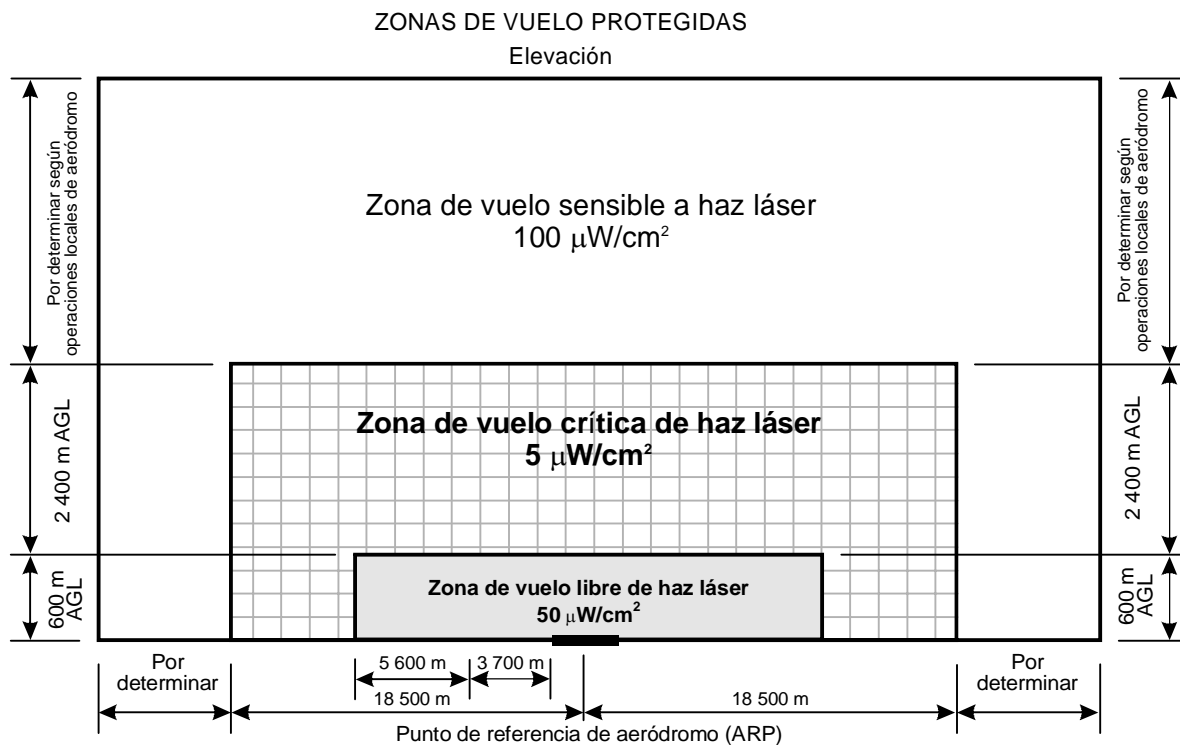 ZONAS DE VUELO PROTEGIDAS
Elevación
Por determinar según
operaciones locales de aeródromo
Por determinar según
operaciones locales de aeródromo
Zona de vuelo sensible a haz láser
100 μW/cm²
2 400 m AGL
2 400 m AGL
Zona de vuelo crítica de haz láser
5 μW/cm²
600 m
AGL
600 m
AGL
Zona de vuelo libre de haz láser
50 μW/cm²
Por
determinar
5 600 m
3 700 m
Por
determinar
18 500 m
18 500 m
Punto de referencia de aeródromo (ARP)